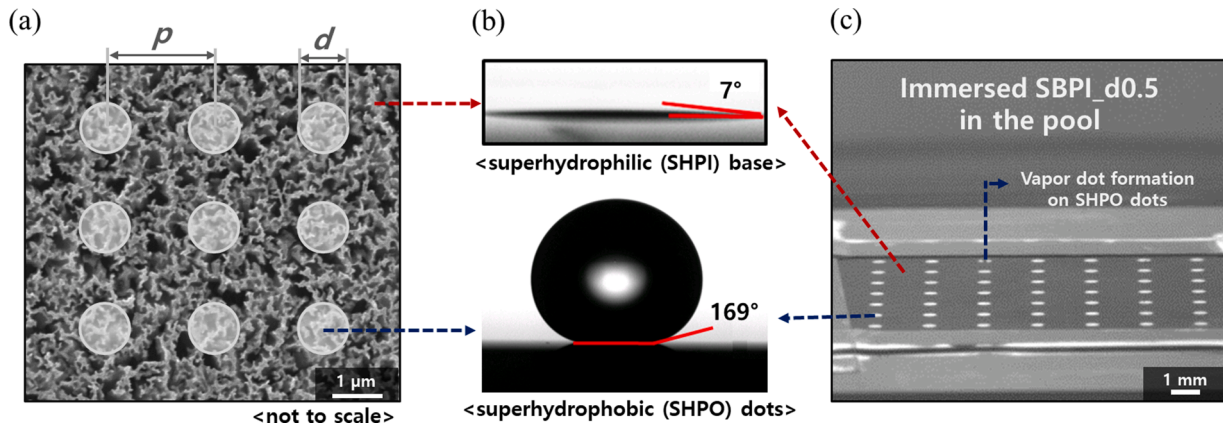 (a)
p
d
1 µm
<not to scale>
(b)
7°
<superhydrophilic (SHPI) base>
169°
<superhydrophobic (SHPO) dots>
(c)
Immersed SBPI_d0.5
in the pool
Vapor dot formation
on SHPO dots
1 mm